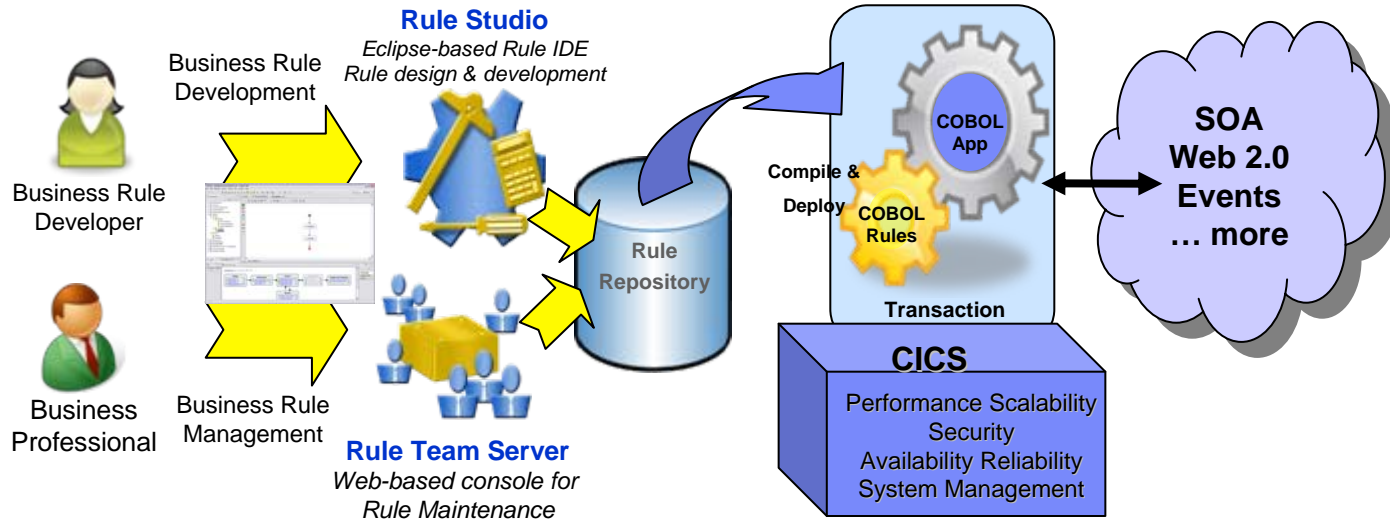 Rule Studio
Eclipse-based Rule IDE
Rule design & development
Business Rule
Development
Business Rule
Developer
Business
Professional
Business Rule
Management
Rule Team Server
Web-based console for
Rule Maintenance
Rule
Repository
Compile &
Deploy
COBOL
App
COBOL
Rules
Transaction
CICS
Performance Scalability
Security
Availability Reliability
System Management
SOA
Web 2.0
Events
… more